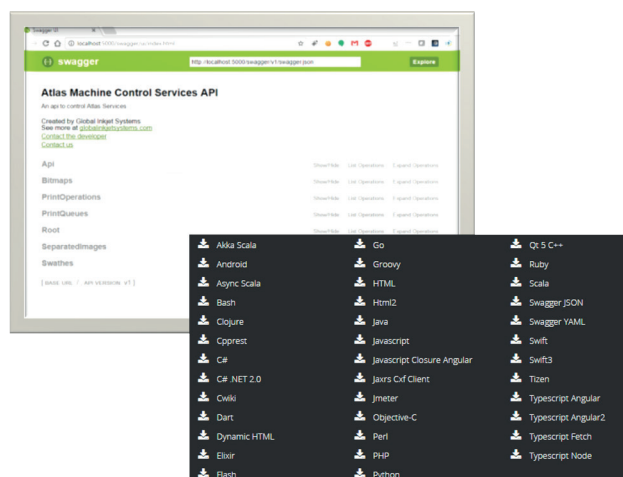 Swagger UI
localhost:5000/swagger/ui/index.html
swagger
http://localhost:5000/swagger/v1/swagger.json
Explore
Atlas Machine Control Services API
An api to control Atlas Services
Created by Global Inkjet Systems
See more at globalinkjetsystems.com
Contact the developer
Contact us
Api
Show/Hide List Operations Expand Operations
Bitmaps
Show/Hide List Operations Expand Operations
PrintOperations
Show/Hide List Operations Expand Operations
PrintQueues
Show/Hide List Operations Expand Operations
Root
Show/Hide List Operations Expand Operations
SeparatedImages
Swathes
[ BASE URL: / , API VERSION: V1 ]
Akka Scala
Android
Async Scala
Bash
Clojure
Cpprest
C#
C# .NET 2.0
Cwiki
Dart
Dynamic HTML
Elixir
Flash
Go
Groovy
HTML
Html2
Java
Javascript
Javascript Closure Angular
Jaxrs Cxf Client
Jmeter
Objective-C
Perl
PHP
Python
Qt 5 C++
Ruby
Scala
Swagger JSON
Swagger YAML
Swift
Swift3
Tizen
Typescript Angular
Typescript Angular2
Typescript Fetch
Typescript Node